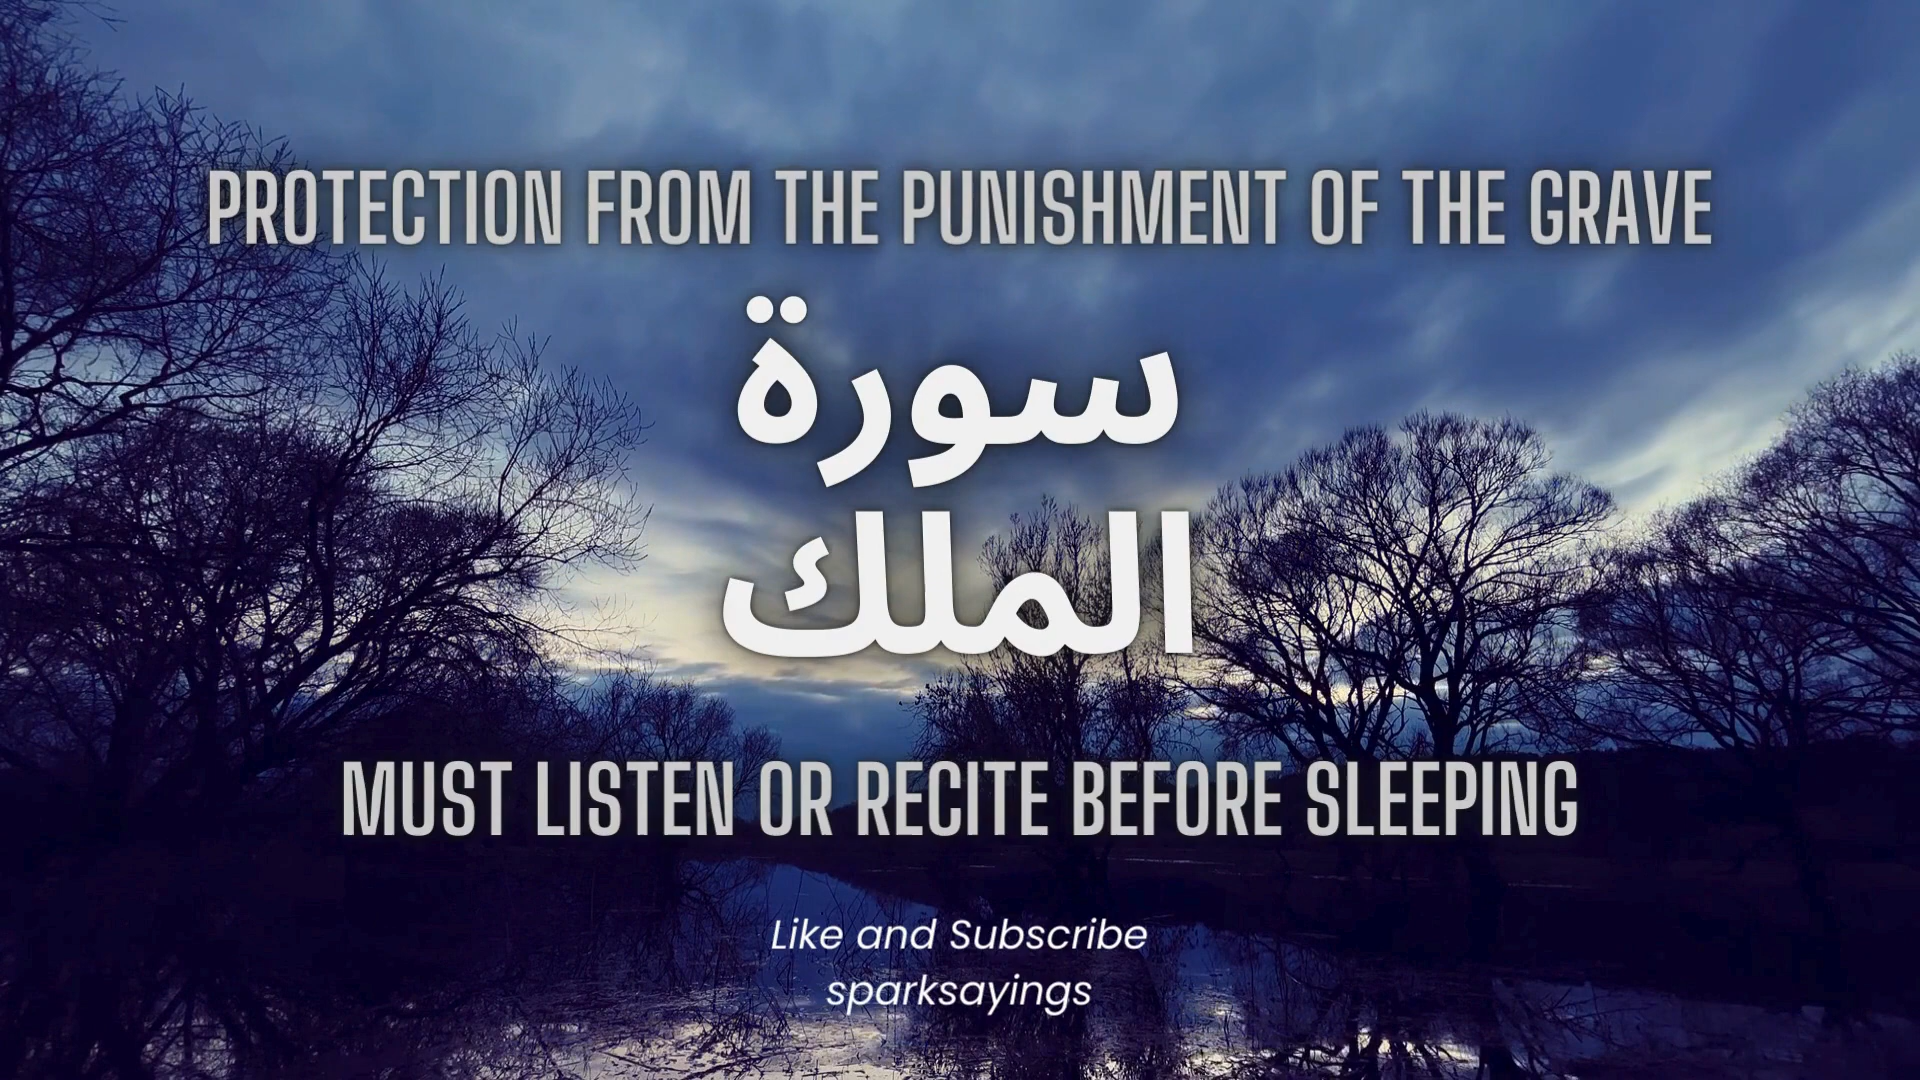 PROTECTION FROM THE PUNISHMENT OF THE GRAVE
سورة
الملك
MUST LISTEN OR RECITE BEFORE SLEEPING
Like and Subscribe
sparksayings